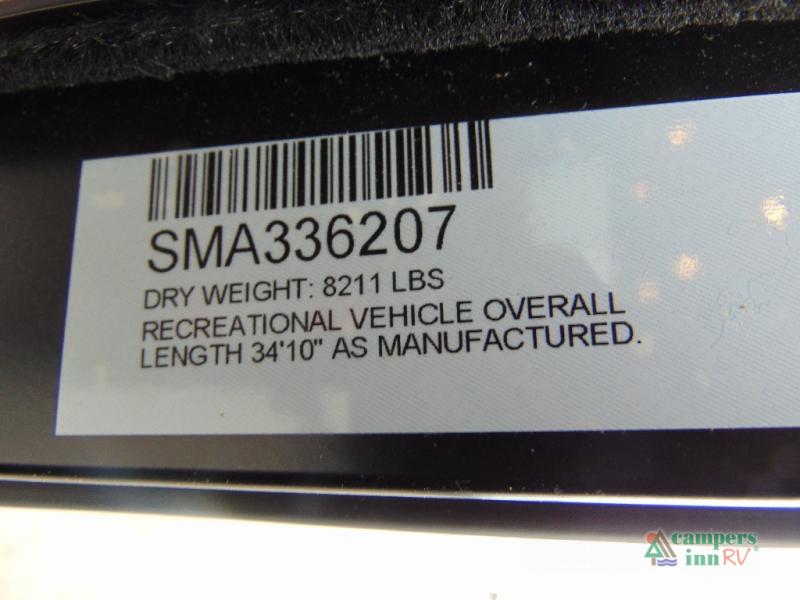 SMA336207
DRY WEIGHT: 8211 LBS
RECREATIONAL VEHICLE OVERALL
LENGTH 34'10" AS MANUFACTURED.
campers
inn RV